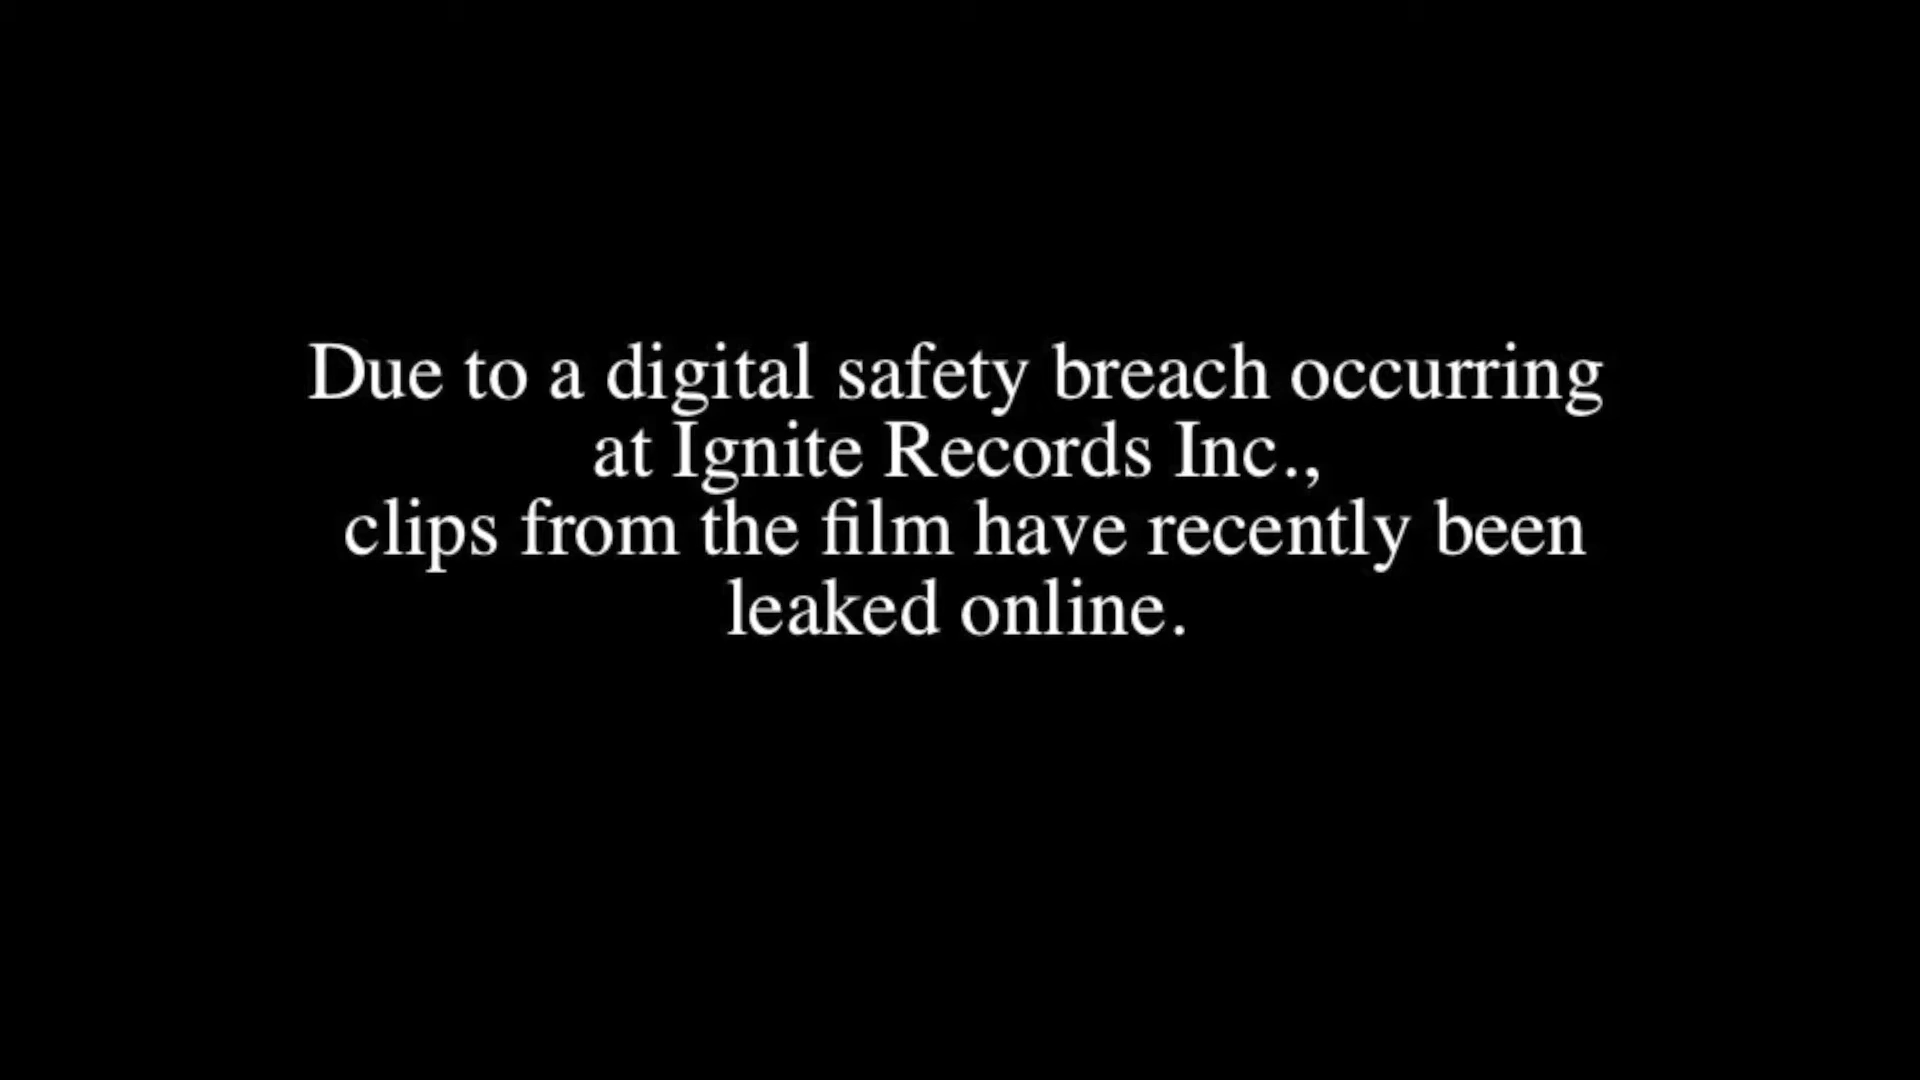 Due to a digital safety breach occurring
at Ignite Records Inc.,
clips from the film have recently been
leaked online.